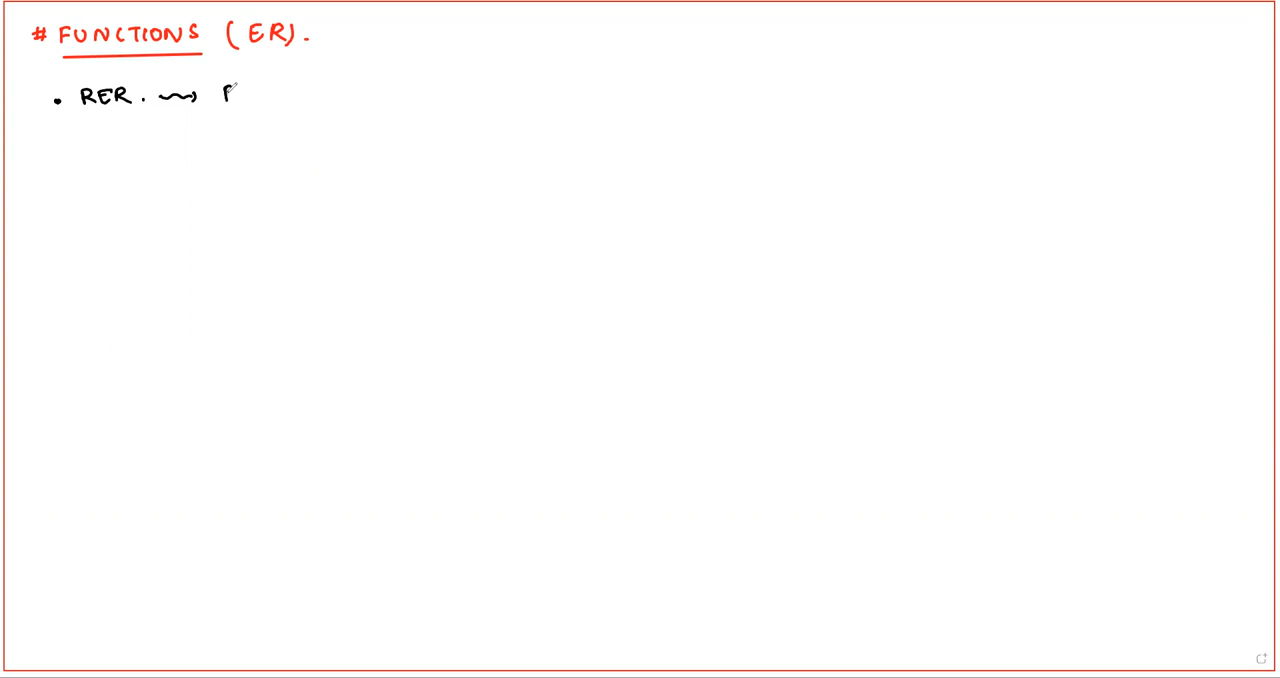 # FUNCTIONS (ER).
• RER. ⇝